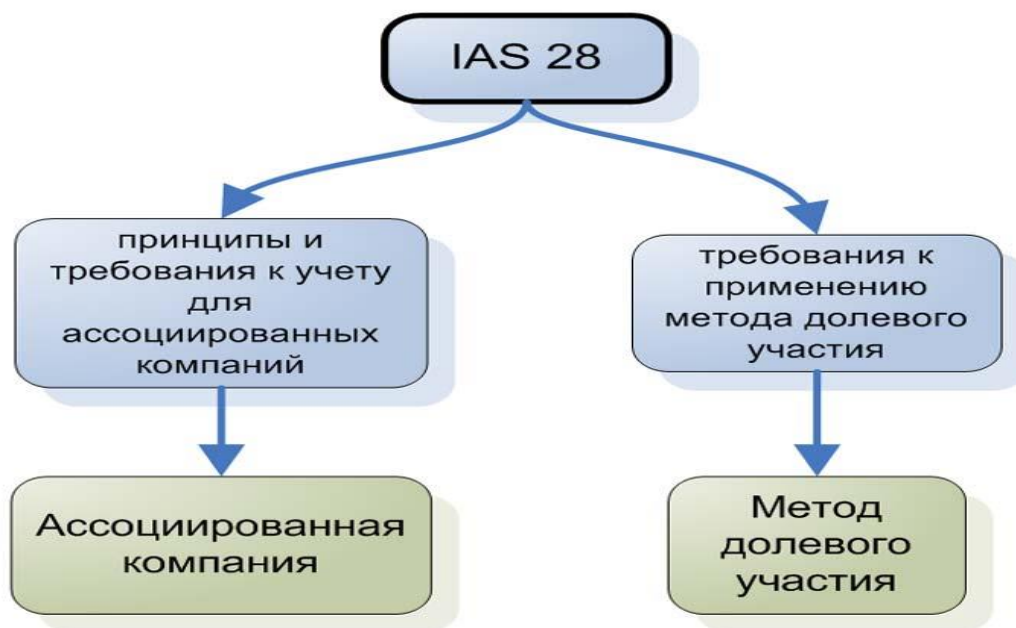 IAS 28
принципы и
требования к учету
для
ассоциированных
компаний
требования к
применению
метода долевого
участия
Ассоциированная
компания
Метод
долевого
участия